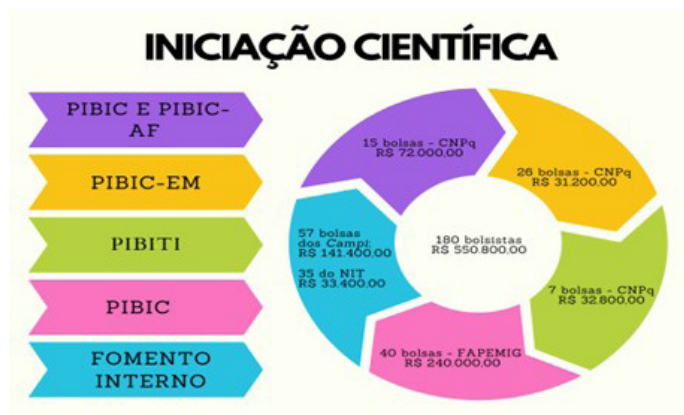 INICIAÇÃO CIENTÍFICA
PIBIC E PIBIC-
AF
PIBIC-EM
PIBITI
PIBIC
FOMENTO
INTERNO
15 bolsas - CNPq
R$ 72.000,00
26 bolsas - CNPq
R$ 31.200,00
57 bolsas
dos Campi:
R$ 141.400,00
35 do NIT
R$ 33.400,00
180 bolsistas
R$ 550.800,00
7 bolsas - CNPq
R$ 32.800,00
40 bolsas - FAPEMIG
R$ 240.000,00